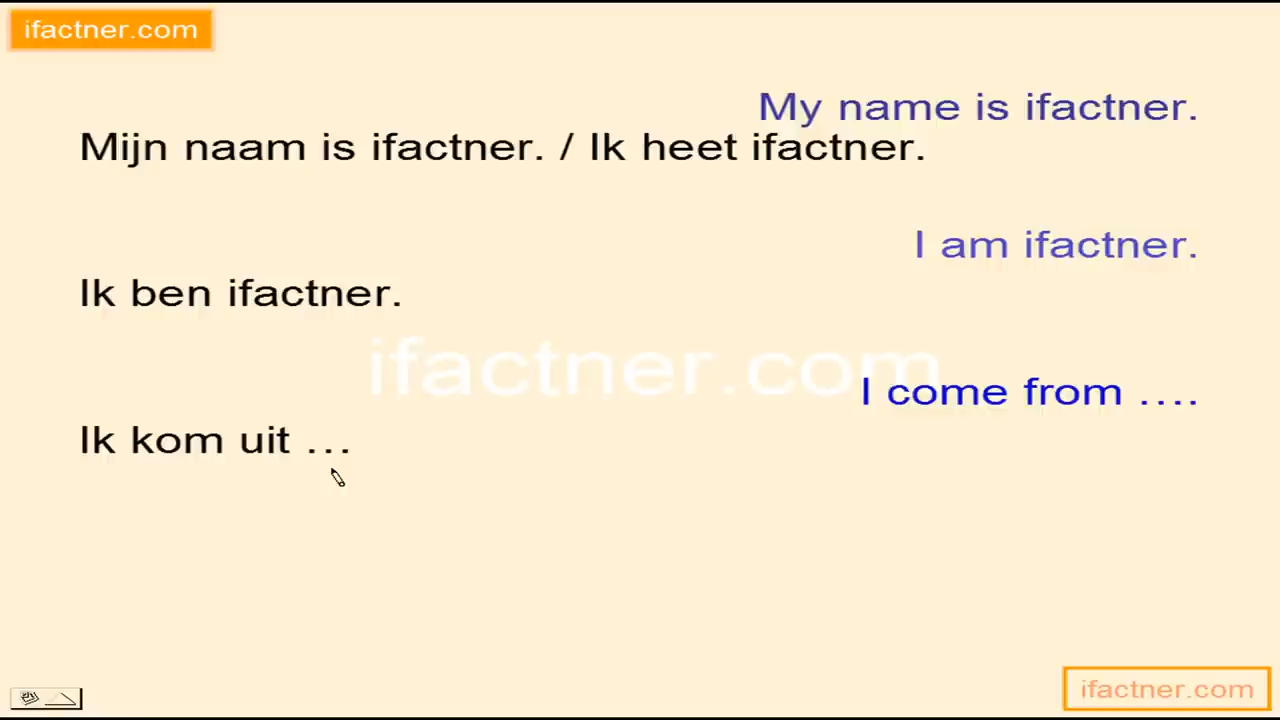 ifactner.com
My name is ifactner.
Mijn naam is ifactner. / Ik heet ifactner.
I am ifactner.
Ik ben ifactner.
ifactner.com
I come from ....
Ik kom uit ...
ifactner.com